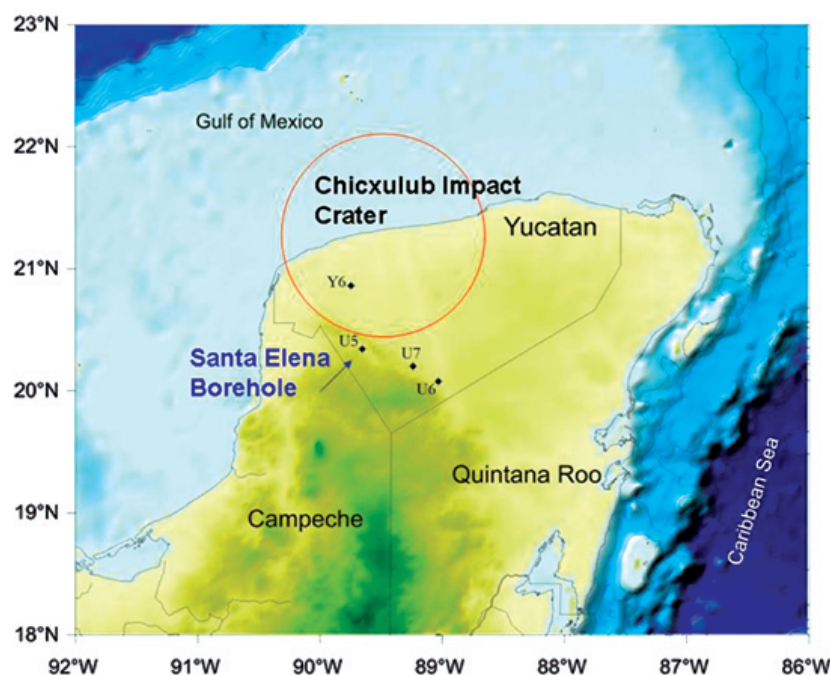 23°N
22°N
21°N
20°N
19°N
18°N
Gulf of Mexico
Chicxulub Impact
Crater
Yucatan
Y6
U5
U7
U6
Santa Elena
Borehole
Quintana Roo
Campeche
Caribbean Sea
92°W 91°W 90°W 89°W 88°W 87°W 86°W